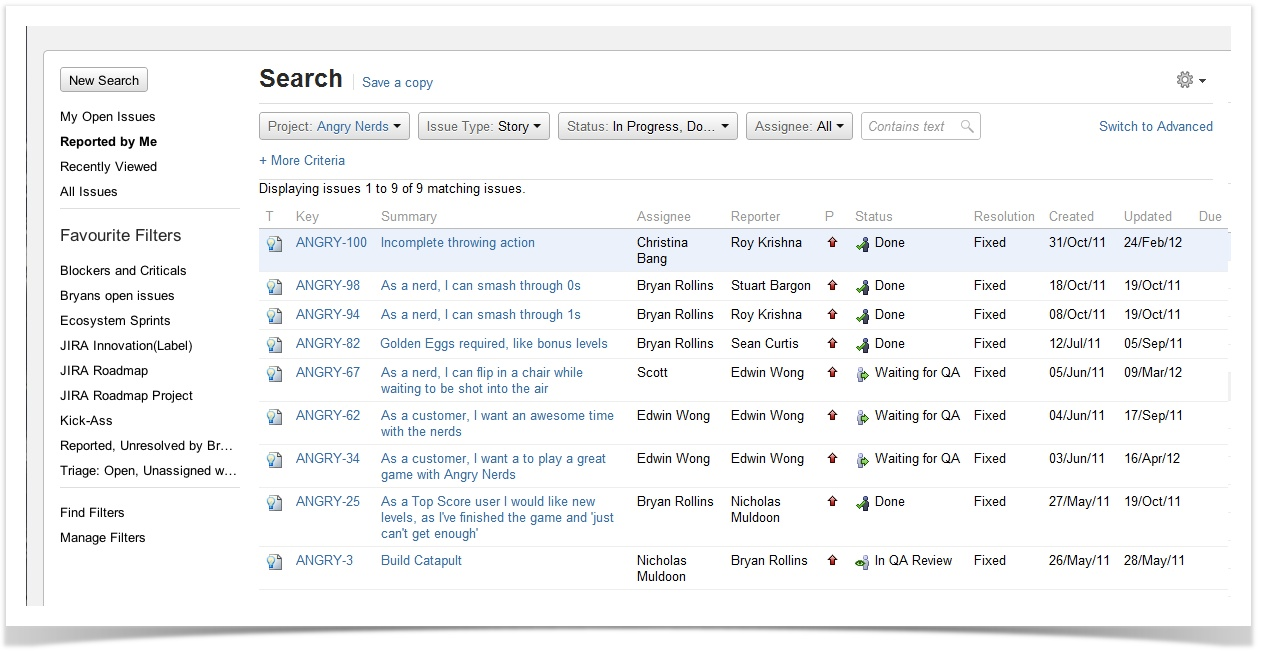 New Search
My Open Issues
Reported by Me
Recently Viewed
All Issues
Favourite Filters
Blockers and Criticals
Bryans open issues
Ecosystem Sprints
JIRA Innovation(Label)
JIRA Roadmap
JIRA Roadmap Project
Kick-Ass
Reported, Unresolved by Br...
Triage: Open, Unassigned w...
Find Filters
Manage Filters
Search Save a copy
Project: Angry Nerds Issue Type: Story Status: In Progress, Do... Assignee: All Contains text Switch to Advanced
+ More Criteria
Displaying issues 1 to 9 of 9 matching issues.
T Key Summary Assignee Reporter P Status Resolution Created Updated Due
ANGRY-100 Incomplete throwing action Christina Roy Krishna Done Fixed 31/Oct/11 24/Feb/12
Bang
ANGRY-98 As a nerd, I can smash through 0s Bryan Rollins Stuart Bargon Done Fixed 18/Oct/11 19/Oct/11
ANGRY-94 As a nerd, I can smash through 1s Bryan Rollins Roy Krishna Done Fixed 08/Oct/11 19/Oct/11
ANGRY-82 Golden Eggs required, like bonus levels Bryan Rollins Sean Curtis Done Fixed 12/Jul/11 05/Sep/11
ANGRY-67 As a nerd, I can flip in a chair while Scott Edwin Wong Waiting for QA Fixed 05/Jun/11 09/Mar/12
waiting to be shot into the air
ANGRY-62 As a customer, I want an awesome time Edwin Wong Edwin Wong Waiting for QA Fixed 04/Jun/11 17/Sep/11
with the nerds
ANGRY-34 As a customer, I want a to play a great Edwin Wong Edwin Wong Waiting for QA Fixed 03/Jun/11 16/Apr/12
game with Angry Nerds
ANGRY-25 As a Top Score user I would like new Bryan Rollins Nicholas Done Fixed 27/May/11 19/Oct/11
levels, as I've finished the game and 'just Muldoon
can't get enough'
ANGRY-3 Build Catapult Nicholas Bryan Rollins In QA Review Fixed 26/May/11 28/May/11
Muldoon